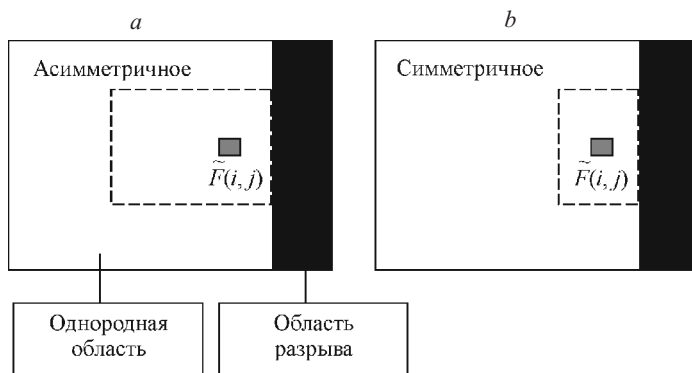 a
b
Асимметричное
Симметричное
F̃(i, j)
F̃(i, j)
Однородная
область
Область
разрыва